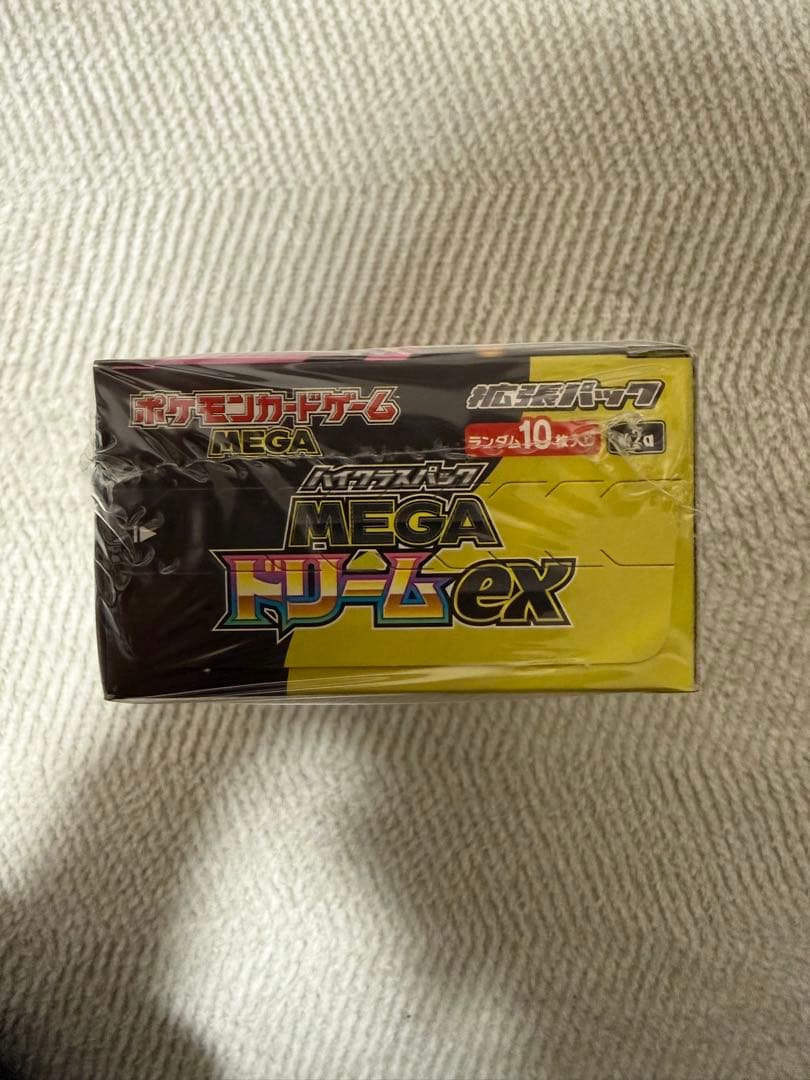 ポケモンカードゲーム
MEGA
拡張パック
ランダム10枚入り
ハイクラスパック
MEGA
ドリームex